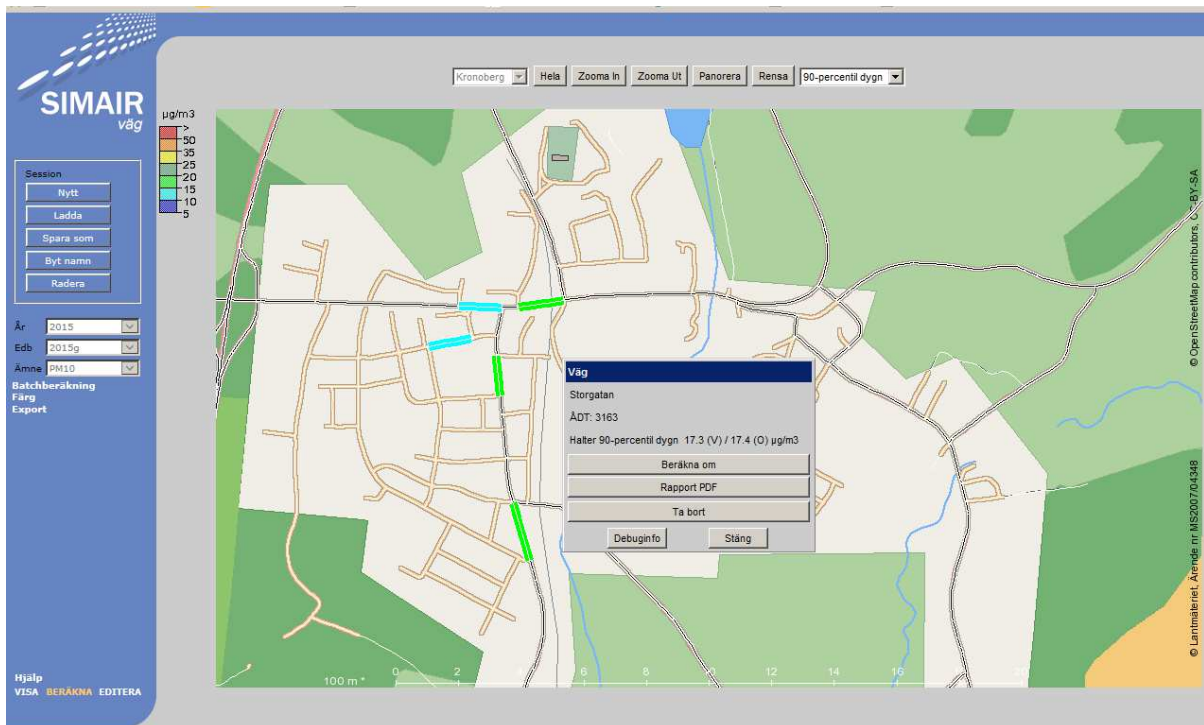 SIMAIR
väg
Kronoberg
Hela
Zooma In
Zooma Ut
Panorera
Rensa
90-percentil dygn
µg/m3
>
50
35
25
20
15
10
5
Session
Nytt
Ladda
Spara som
Byt namn
Radera
År 2015
Edb 2015g
Ämne PM10
Batchberäkning
Färg
Export
Väg
Storgatan
ÅDT: 3163
Halter 90-percentil dygn 17.3 (V) / 17.4 (O) µg/m3
Beräkna om
Rapport PDF
Ta bort
Debuginfo
Stäng
© OpenStreetMap contributors, CC-BY-SA
© Lantmäteriet, Ärende nr MS2007/04348
100 m *
0 2 4 6 8 10 12 14 16 18 20
Hjälp
VISA BERÄKNA EDITERA